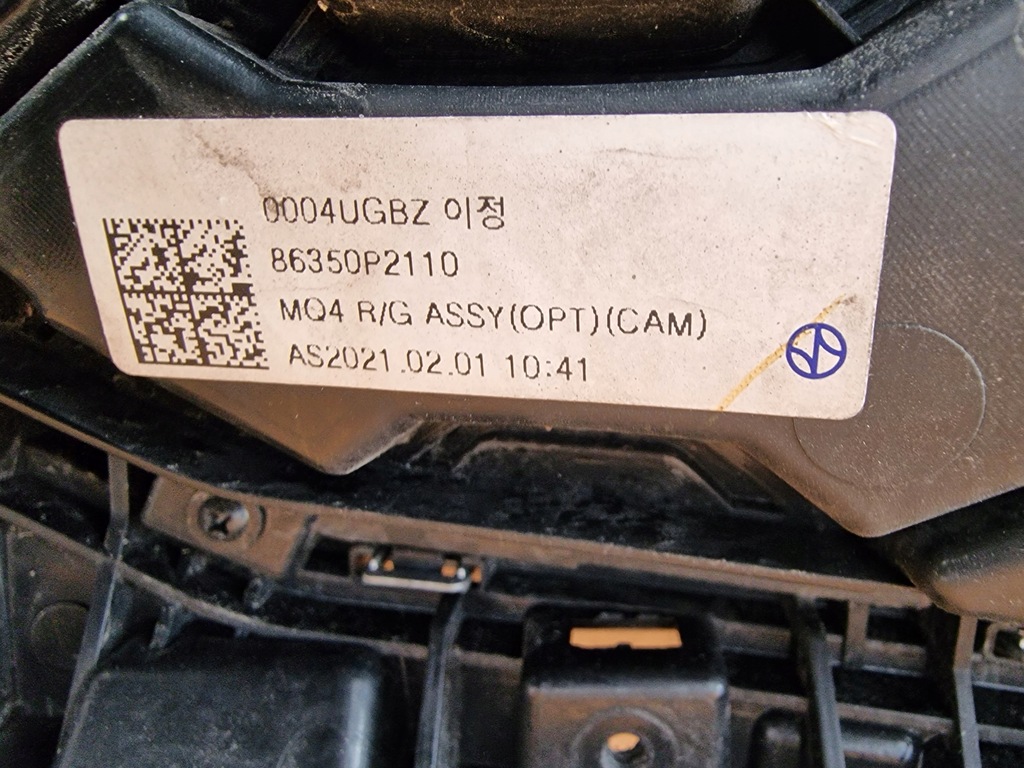 0004UGBZ 이정
86350P2110
MQ4 R/G ASSY(OPT)(CAM)
AS2021.02.01 10:41